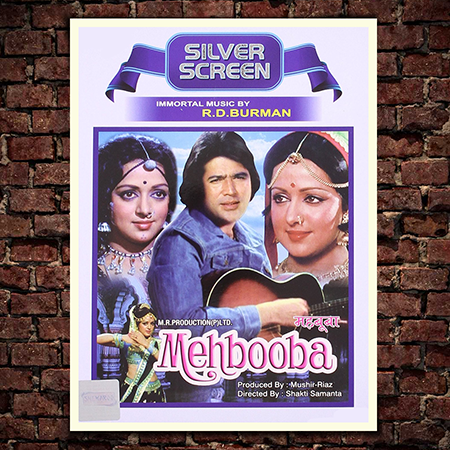 SILVER
SCREEN
IMMORTAL MUSIC BY
R.D.BURMAN
M.R.PRODUCTION(P)LTD.
महबूबा
Mehbooba
Produced By :-Mushir-Riaz
Directed By : Shakti Samanta